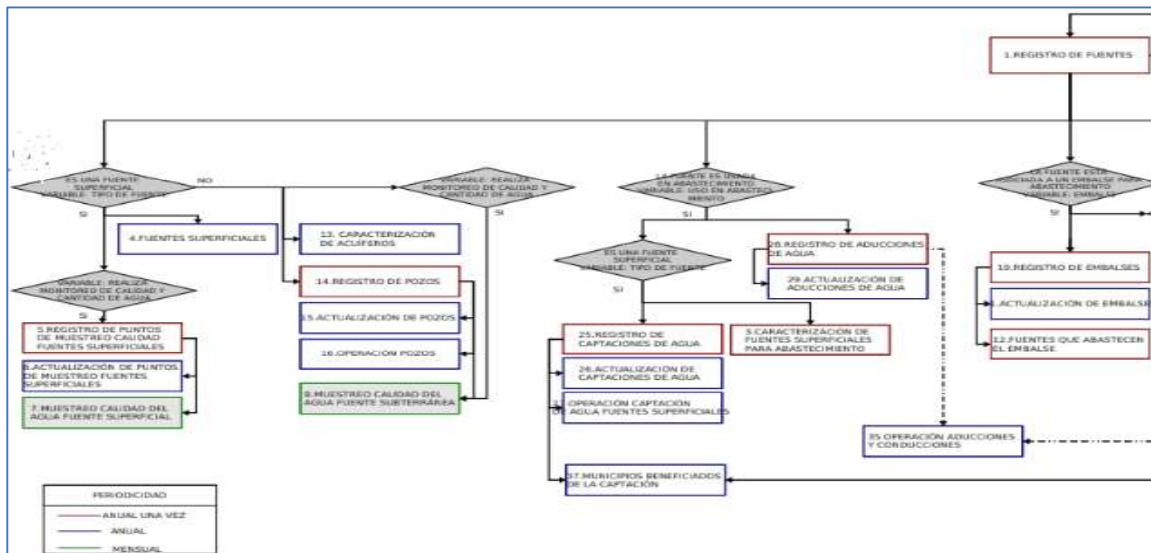 1.REGISTRO DE FUENTES
ES UNA FUENTE
SUPERFICIAL
VARIABLE: TIPO DE FUENTE
NO
SI
4.FUENTES SUPERFICIALES
VARIABLE: REALIZA
MONITOREO DE CALIDAD Y
CANTIDAD DE AGUA
SI
5.REGISTRO DE PUNTOS
DE MUESTREO CALIDAD
FUENTES SUPERFICIALES
6.ACTUALIZACIÓN DE PUNTOS
DE MUESTREO FUENTES
SUPERFICIALES
7.MUESTREO CALIDAD DEL
AGUA FUENTE SUPERFICIAL
VARIABLE: REALIZA
MONITOREO DE CALIDAD Y
CANTIDAD DE AGUA
SI
13. CARACTERIZACIÓN
DE ACUÍFEROS
14.REGISTRO DE POZOS
15.ACTUALIZACIÓN DE POZOS
16.OPERACIÓN POZOS
MUESTREO CALIDAD DEL
AGUA FUENTE SUBTERRÁNEA
LA FUENTE ES USADA
EN ABASTECIMIENTO
VARIABLE: USO EN ABASTECI
MIENTO
SI
ES UNA FUENTE
SUPERFICIAL
VARIABLE: TIPO DE FUENTE
SI
28.REGISTRO DE ADUCCIONES
DE AGUA
29.ACTUALIZACIÓN DE
ADUCCIONES DE AGUA
25.REGISTRO DE
CAPTACIONES DE AGUA
3.CARACTERIZACIÓN DE
FUENTES SUPERFICIALES
PARA ABASTECIMIENTO
26.ACTUALIZACIÓN DE
CAPTACIONES DE AGUA
OPERACIÓN CAPTACIÓN
DE AGUA FUENTES SUPERFICIALES
37.MUNICIPIOS BENEFICIADOS
DE LA CAPTACIÓN
35.OPERACIÓN ADUCCIONES
Y CONDUCCIONES
LA FUENTE ESTA
ASOCIADA A UN EMBALSE PARA
ABASTECIMIENTO
VARIABLE: EMBALSE
SI
10.REGISTRO DE EMBALSES
1.ACTUALIZACIÓN DE EMBALSE
12.FUENTES QUE ABASTECEN
EL EMBALSE
PERIODICIDAD
ANUAL UNA VEZ
ANUAL
MENSUAL